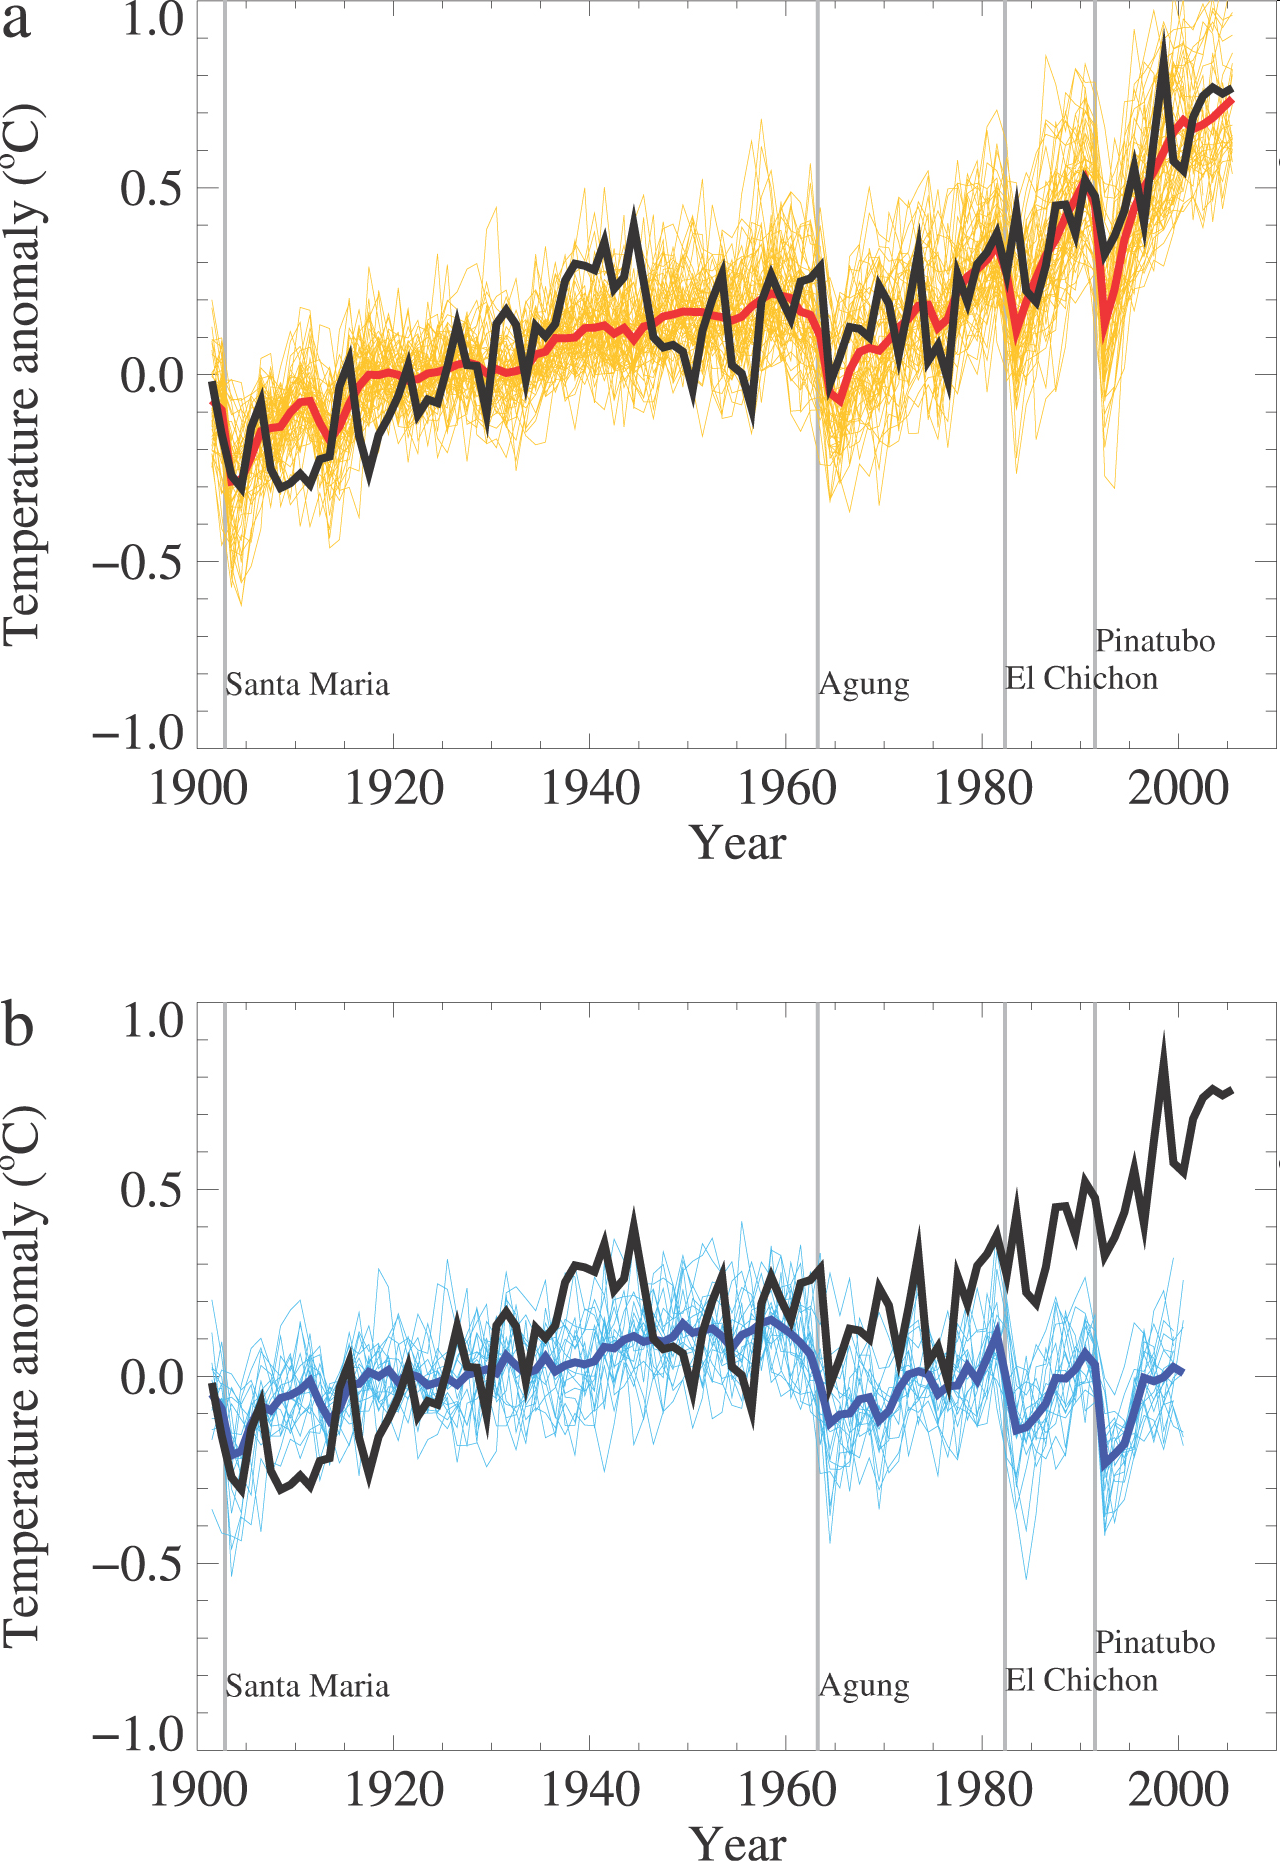 a
1.0
0.5
0.0
−0.5
−1.0
Temperature anomaly (°C)
Santa Maria
Agung
El Chichon
Pinatubo
1900 1920 1940 1960 1980 2000
Year
b
1.0
0.5
0.0
−0.5
−1.0
Temperature anomaly (°C)
Santa Maria
Agung
El Chichon
Pinatubo
1900 1920 1940 1960 1980 2000
Year